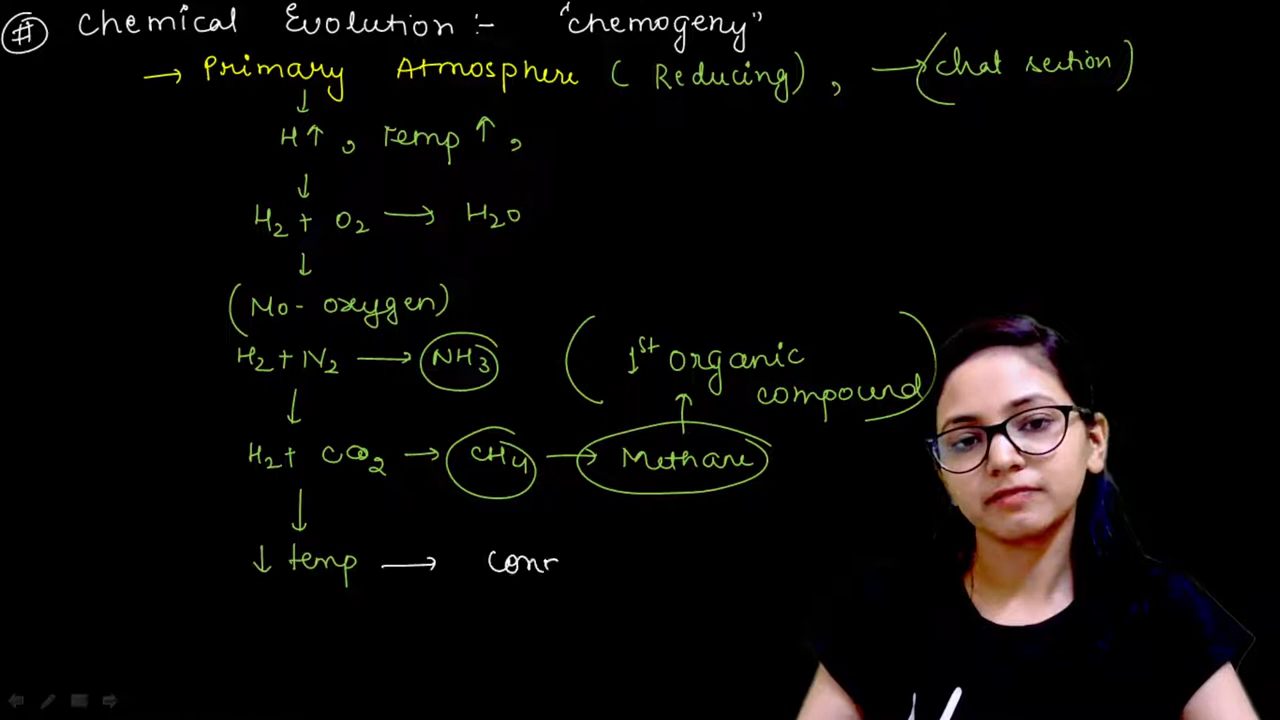 # Chemical Evolution :- "chemogeny"
→ Primary Atmosphere (Reducing), → (chat section)
↓
H↑, Temp↑,
↓
H₂ + O₂ → H₂O
↓
(No- oxygen)
H₂ + N₂ → NH₃
(1st organic compound)
↓
H₂ + CO₂ → CH₄ → Methane
↓
↓ temp → con